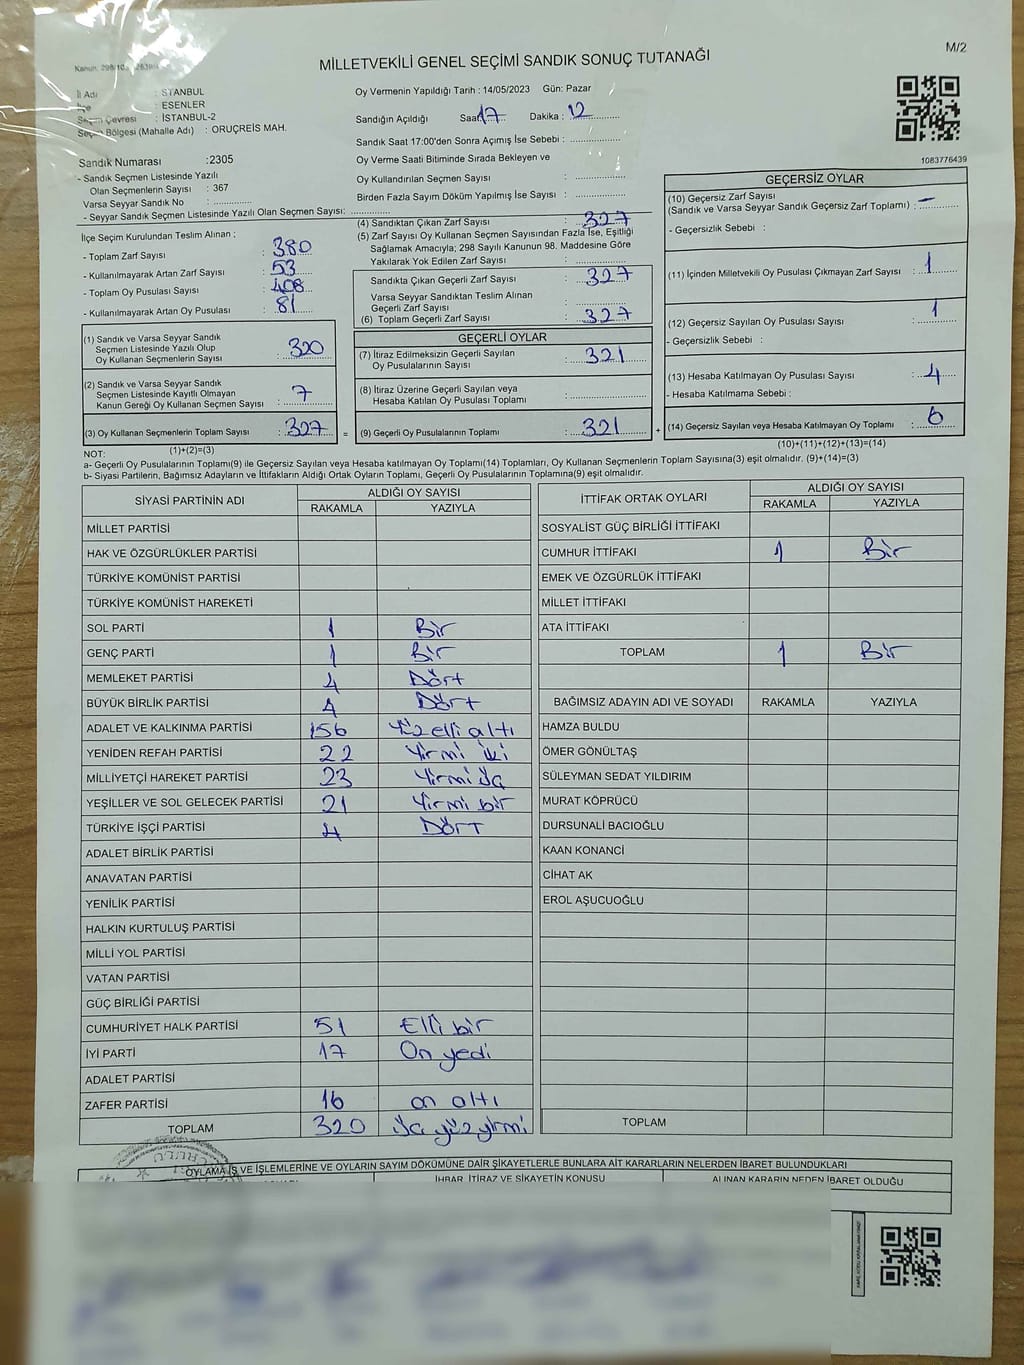 M/2
MİLLETVEKİLİ GENEL SEÇİMİ SANDIK SONUÇ TUTANAĞI
İl Adı : İSTANBUL
İlçe : ESENLER
Seçim Çevresi : İSTANBUL-2
Seçim Bölgesi (Mahalle Adı) : ORUÇREİS MAH.
Sandık Numarası :2305
- Sandık Seçmen Listesinde Yazılı
Olan Seçmenlerin Sayısı : 367
Varsa Seyyar Sandık No : ................
- Seyyar Sandık Seçmen Listesinde Yazılı Olan Seçmen Sayısı: ................
Oy Vermenin Yapıldığı Tarih : 14/05/2023 Gün: Pazar
Sandığın Açıldığı Saat 17 Dakika : 12
Sandık Saat 17:00'den Sonra Açımış İse Sebebi : ................
Oy Verme Saati Bitiminde Sırada Bekleyen ve
Oy Kullandırılan Seçmen Sayısı : ................
Birden Fazla Sayım Döküm Yapılmış İse Sayısı : ................
1083776439
İlçe Seçim Kurulundan Teslim Alınan :
- Toplam Zarf Sayısı : 380
- Kullanılmayarak Artan Zarf Sayısı : 53
- Toplam Oy Pusulası Sayısı : 408
- Kullanılmayarak Artan Oy Pusulası : 81
(1) Sandık ve Varsa Seyyar Sandık
Seçmen Listesinde Yazılı Olup
Oy Kullanan Seçmenlerin Sayısı : 320
(2) Sandık ve Varsa Seyyar Sandık
Seçmen Listesinde Kayıtlı Olmayan
Kanun Gereği Oy Kullanan Seçmen Sayısı : 7
(3) Oy Kullanan Seçmenlerin Toplam Sayısı : 327
(1)+(2)=(3)
(4) Sandıktan Çıkan Zarf Sayısı : 327
(5) Zarf Sayısı Oy Kullanan Seçmen Sayısından Fazla İse, Eşitliği
Sağlamak Amacıyla; 298 Sayılı Kanunun 98. Maddesine Göre
Yakılarak Yok Edilen Zarf Sayısı : ................
Sandıkta Çıkan Geçerli Zarf Sayısı : 327
Varsa Seyyar Sandıktan Teslim Alınan
Geçerli Zarf Sayısı : ................
(6) Toplam Geçerli Zarf Sayısı : 327
GEÇERLİ OYLAR
(7) İtiraz Edilmeksizin Geçerli Sayılan
Oy Pusulalarının Sayısı : 321
(8) İtiraz Üzerine Geçerli Sayılan veya
Hesaba Katılan Oy Pusulası Toplamı : ................
= (9) Geçerli Oy Pusulalarının Toplamı : 321 +
GEÇERSİZ OYLAR
(10) Geçersiz Zarf Sayısı
(Sandık ve Varsa Seyyar Sandık Geçersiz Zarf Toplamı) : –
- Geçersizlik Sebebi :
(11) İçinden Milletvekili Oy Pusulası Çıkmayan Zarf Sayısı : 1
(12) Geçersiz Sayılan Oy Pusulası Sayısı : 1
- Geçersizlik Sebebi :
(13) Hesaba Katılmayan Oy Pusulası Sayısı : 4
- Hesaba Katılmama Sebebi :
(14) Geçersiz Sayılan veya Hesaba Katılmayan Oy Toplamı : 6
(10)+(11)+(12)+(13)=(14)
NOT:
a- Geçerli Oy Pusulalarının Toplamı(9) ile Geçersiz Sayılan veya Hesaba Katılmayan Oy Toplamı(14) Toplamları, Oy Kullanan Seçmenlerin Toplam Sayısına(3) eşit olmalıdır. (9)+(14)=(3)
b- Siyasi Partilerin, Bağımsız Adayların ve İttifakların Aldığı Ortak Oyların Toplamı, Geçerli Oy Pusulalarının Toplamına(9) eşit olmalıdır.
SİYASİ PARTİNİN ADI ALDIĞI OY SAYISI
RAKAMLA YAZIYLA
MİLLET PARTİSİ
HAK VE ÖZGÜRLÜKLER PARTİSİ
TÜRKİYE KOMÜNİST PARTİSİ
TÜRKİYE KOMÜNİST HAREKETİ
SOL PARTİ 1 Bir
GENÇ PARTİ 1 Bir
MEMLEKET PARTİSİ 4 Dört
BÜYÜK BİRLİK PARTİSİ 4 Dört
ADALET VE KALKINMA PARTİSİ 156 Yüz elli altı
YENİDEN REFAH PARTİSİ 22 Yirmi iki
MİLLİYETÇİ HAREKET PARTİSİ 23 Yirmi üç
YEŞİLLER VE SOL GELECEK PARTİSİ 21 Yirmi bir
TÜRKİYE İŞÇİ PARTİSİ 4 Dört
ADALET BİRLİK PARTİSİ
ANAVATAN PARTİSİ
YENİLİK PARTİSİ
HALKIN KURTULUŞ PARTİSİ
MİLLİ YOL PARTİSİ
VATAN PARTİSİ
GÜÇ BİRLİĞİ PARTİSİ
CUMHURİYET HALK PARTİSİ 51 Elli bir
İYİ PARTİ 17 On yedi
ADALET PARTİSİ
ZAFER PARTİSİ 16 on altı
TOPLAM 320 üç yüz yirmi
İTTİFAK ORTAK OYLARI ALDIĞI OY SAYISI
RAKAMLA YAZIYLA
SOSYALİST GÜÇ BİRLİĞİ İTTİFAKI
CUMHUR İTTİFAKI 1 Bir
EMEK VE ÖZGÜRLÜK İTTİFAKI
MİLLET İTTİFAKI
ATA İTTİFAKI
TOPLAM 1 Bir
BAĞIMSIZ ADAYIN ADI VE SOYADI RAKAMLA YAZIYLA
HAMZA BULDU
ÖMER GÖNÜLTAŞ
SÜLEYMAN SEDAT YILDIRIM
MURAT KÖPRÜCÜ
DURSUNALİ BACIOĞLU
KAAN KONANCİ
CİHAT AK
EROL AŞUCUOĞLU
TOPLAM
OYLAMA İŞ VE İŞLEMLERİNE VE OYLARIN SAYIM DÖKÜMÜNE DAİR ŞİKAYETLERLE BUNLARA AİT KARARLARIN NELERDEN İBARET BULUNDUKLARI
İHBAR, İTİRAZ VE ŞİKAYETİN KONUSU ALINAN KARARIN NEDEN İBARET OLDUĞU